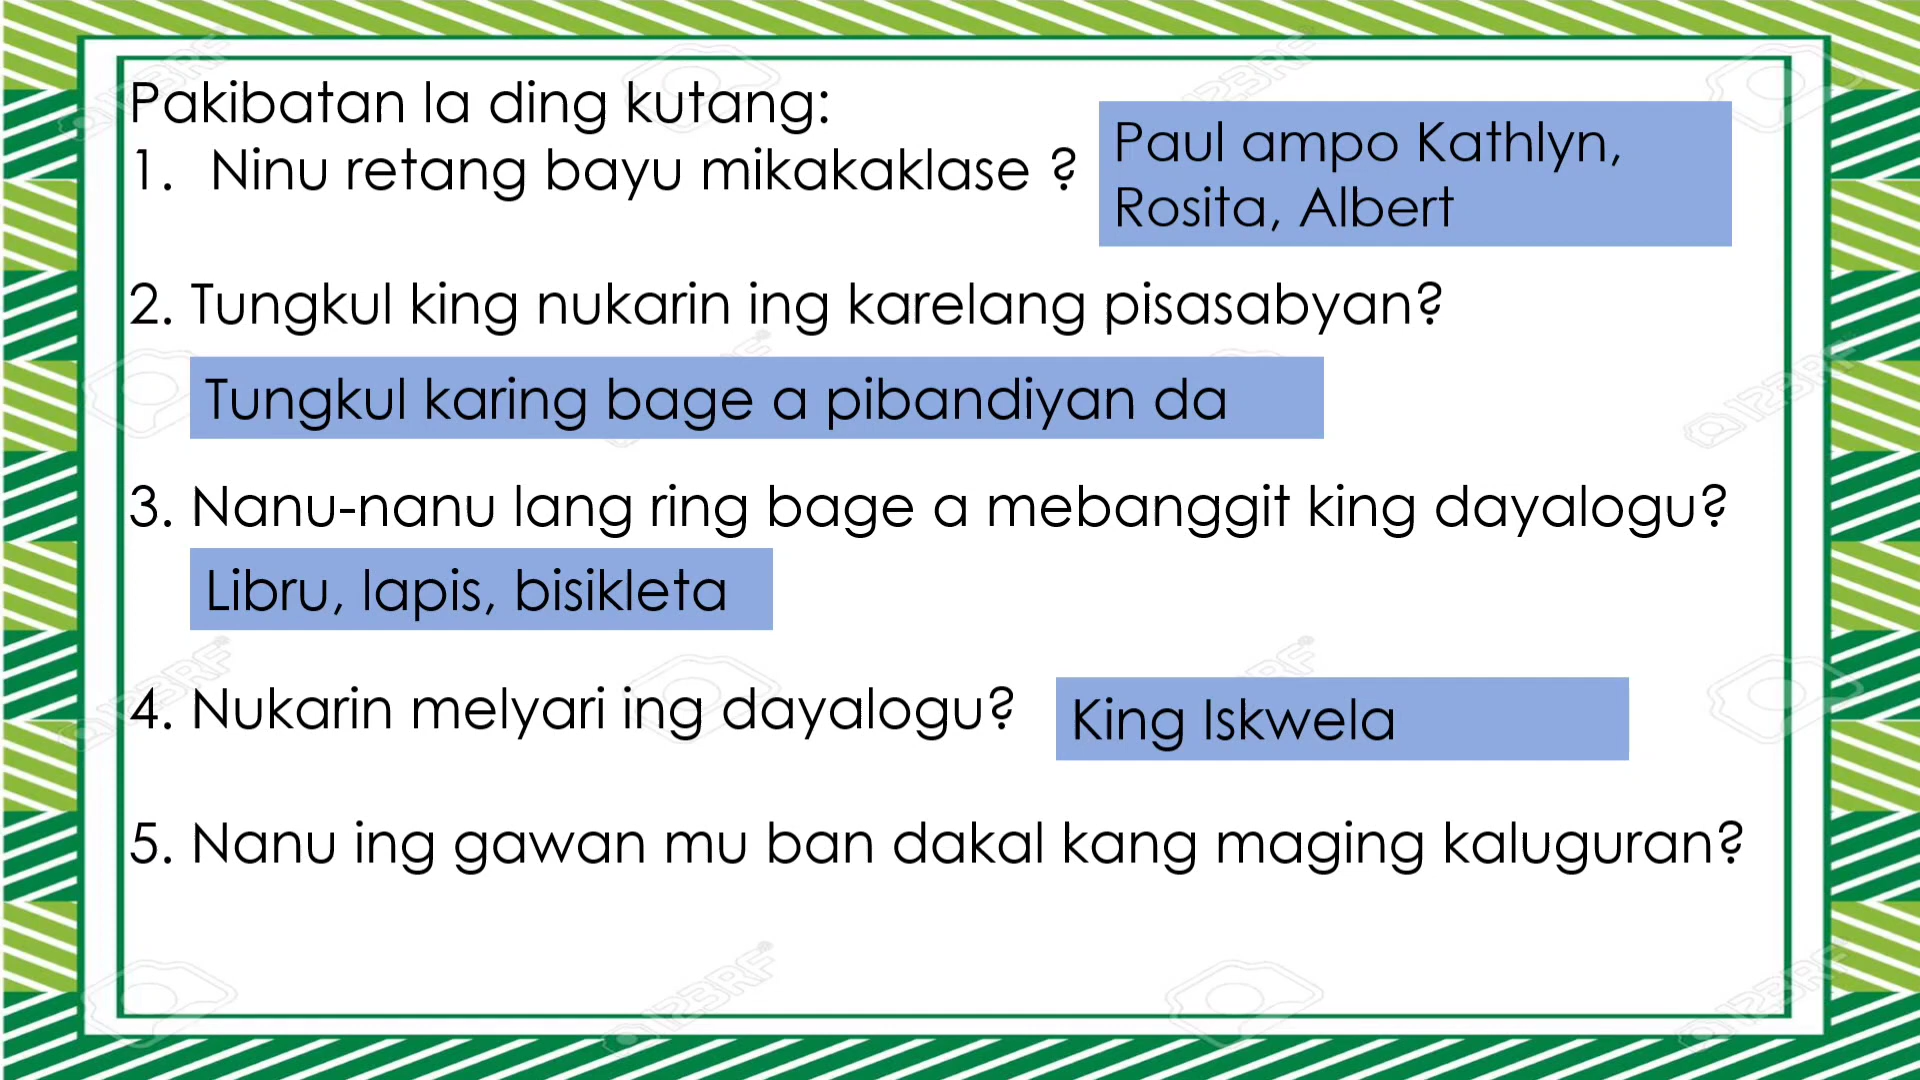 Pakibatan la ding kutang:
1. Ninu retang bayu mikakaklase ?
Paul ampo Kathlyn,
Rosita, Albert
2. Tungkul king nukarin ing karelang pisasabyan?
Tungkul karing bage a pibandiyan da
3. Nanu-nanu lang ring bage a mebanggit king dayalogu?
Libru, lapis, bisikleta
4. Nukarin melyari ing dayalogu?
King Iskwela
5. Nanu ing gawan mu ban dakal kang maging kaluguran?
123RF